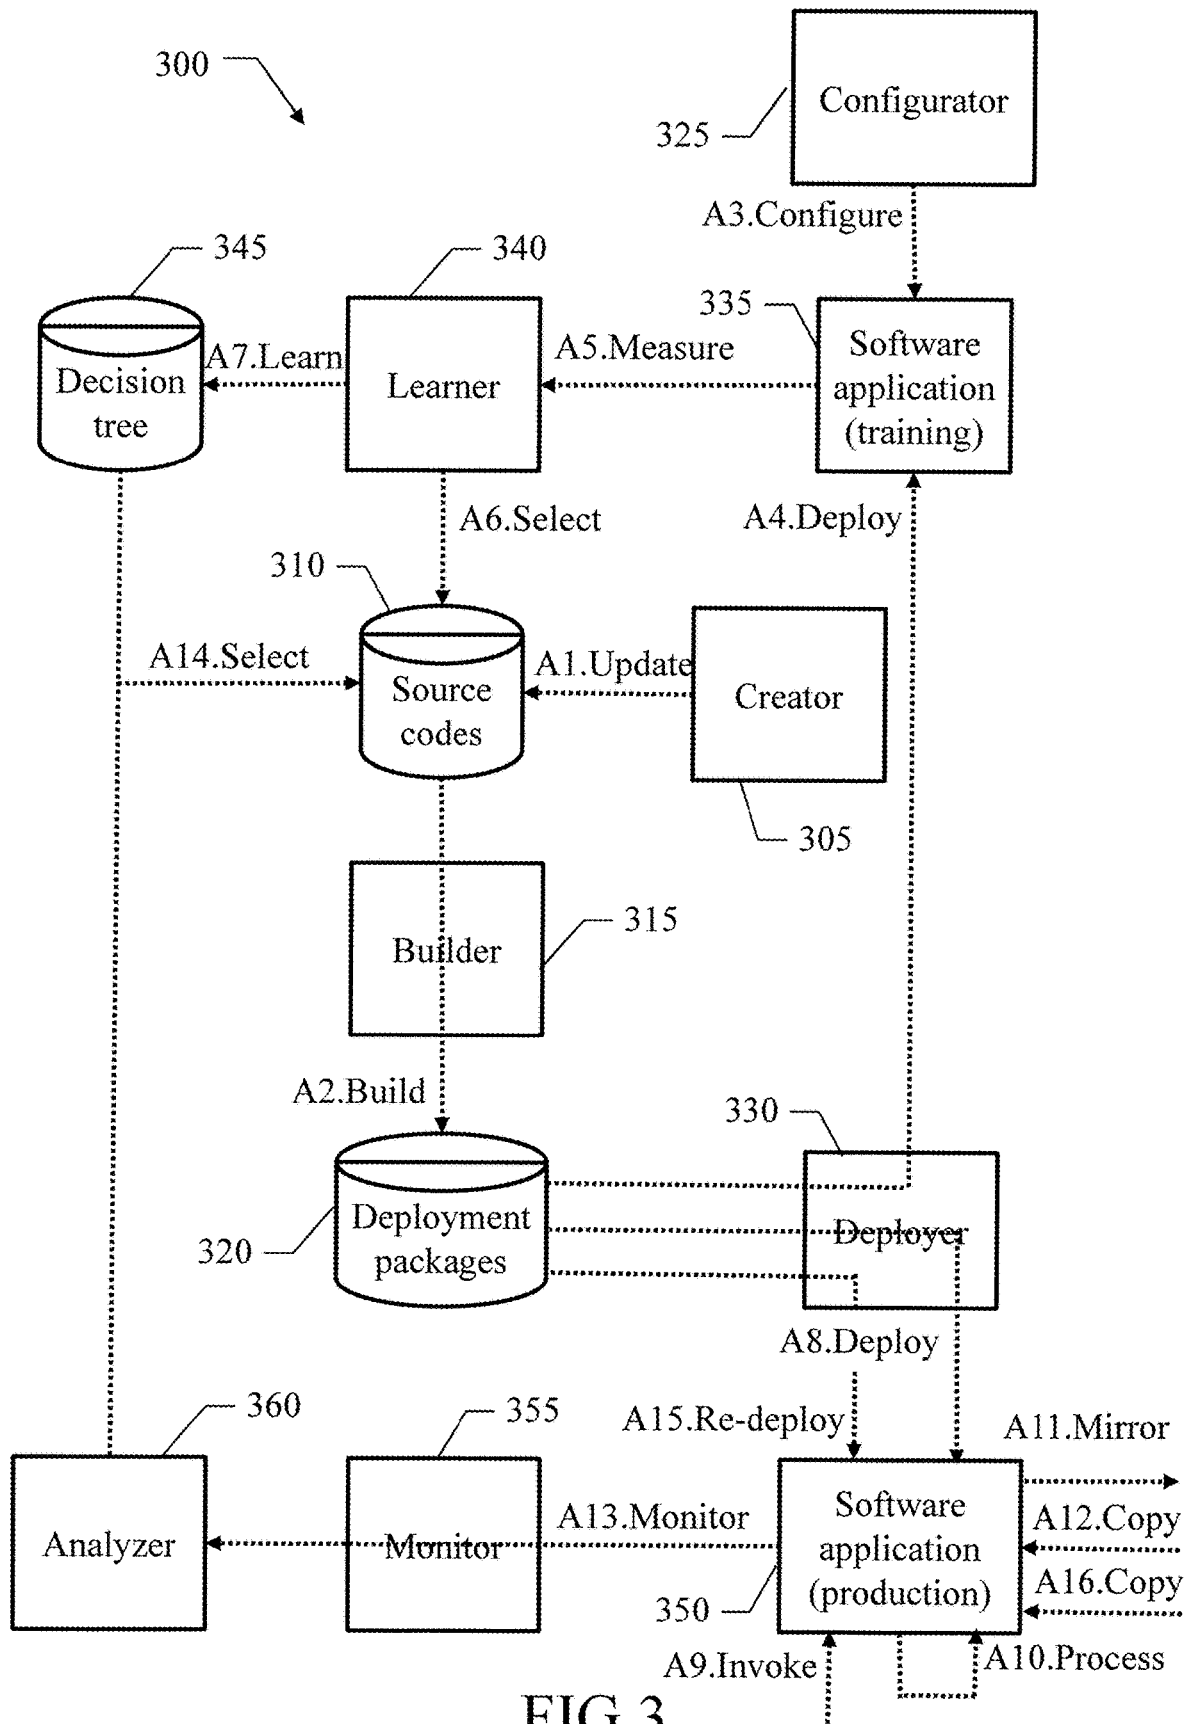 300
Configurator
325
A3.Configure
345
340
335
Software
application
(training)
A5.Measure
A7.Learn
Decision
tree
Learner
A6.Select
A4.Deploy
310
A14.Select
A1.Update
Source
codes
Creator
305
315
Builder
A2.Build
330
Deployment
packages
320
Deployer
A8.Deploy
360
355
A15.Re-deploy
A11.Mirror
Analyzer
Monitor
A13.Monitor
Software
application
(production)
A12.Copy
A16.Copy
350
A9.Invoke
A10.Process
FIG.3